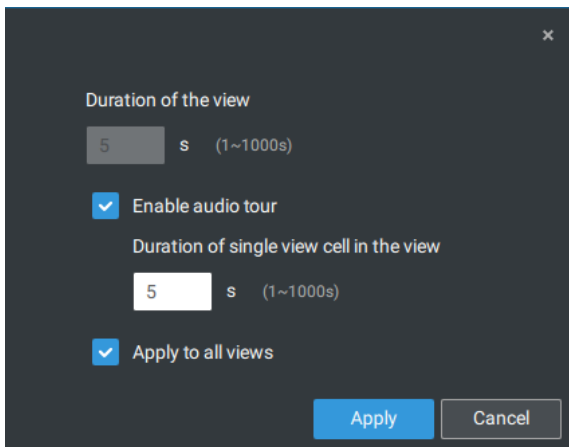 Duration of the view
5 s (1~1000s)
Enable audio tour
Duration of single view cell in the view
5 s (1~1000s)
Apply to all views
Apply Cancel